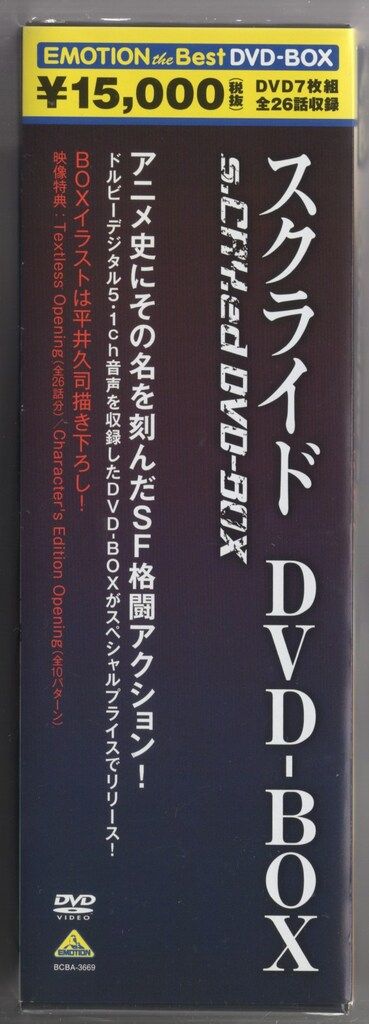 EMOTION the Best DVD-BOX
¥15,000(税抜)
DVD7枚組
全26話収録
スクライド DVD-BOX
s.CRY.ed DVD-BOX
アニメ史にその名を刻んだSF格闘アクション!
ドルビーデジタル5・1ch音声を収録したDVD-BOXがスペシャルプライスでリリース!
BOXイラストは平井久司描き下ろし!
映像特典:Textless Opening(全26話分)/Character's Edition Opening(全10パターン)
DVD
VIDEO
EMOTION
BCBA-3669